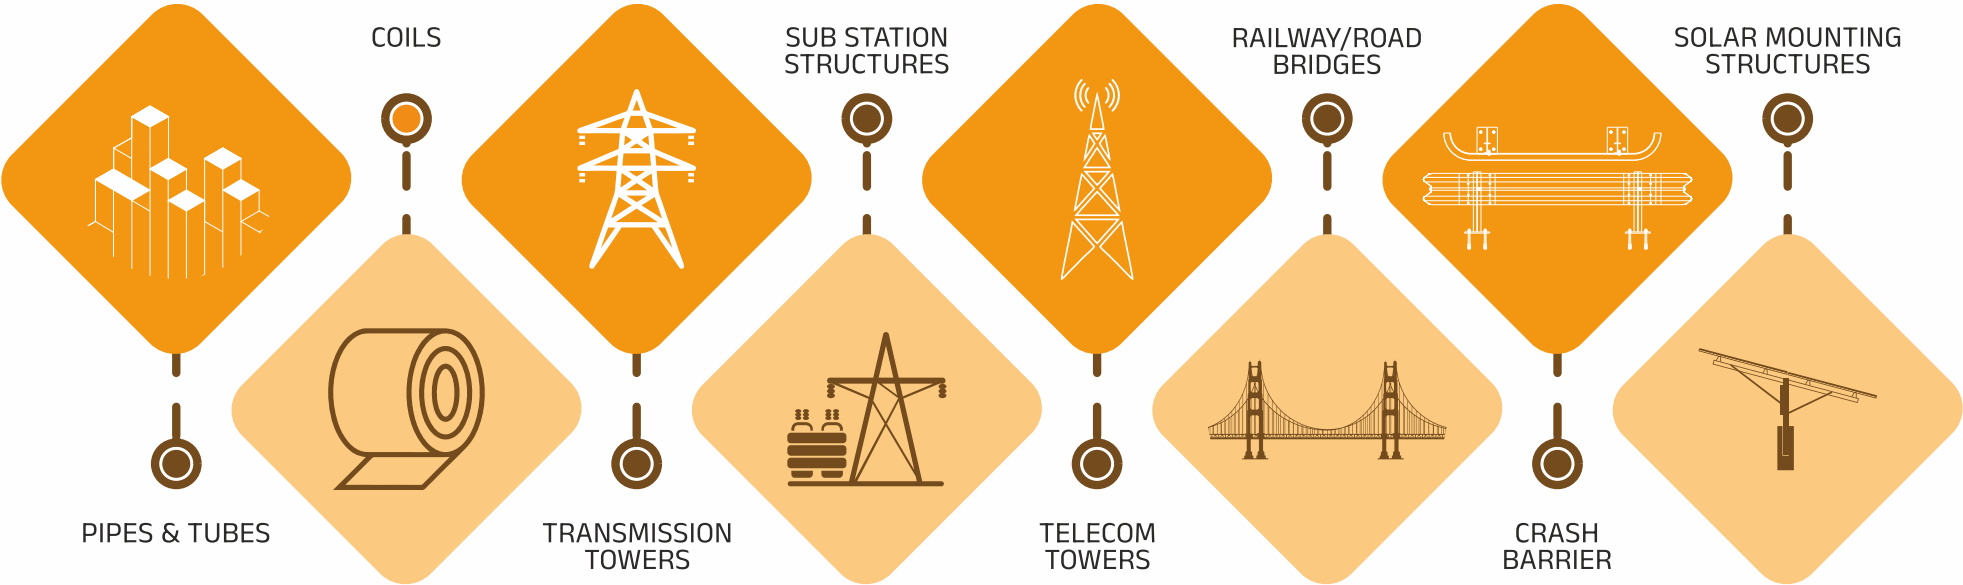 COILS
SUB STATION
STRUCTURES
RAILWAY/ROAD
BRIDGES
SOLAR MOUNTING
STRUCTURES
PIPES & TUBES
TRANSMISSION
TOWERS
TELECOM
TOWERS
CRASH
BARRIER